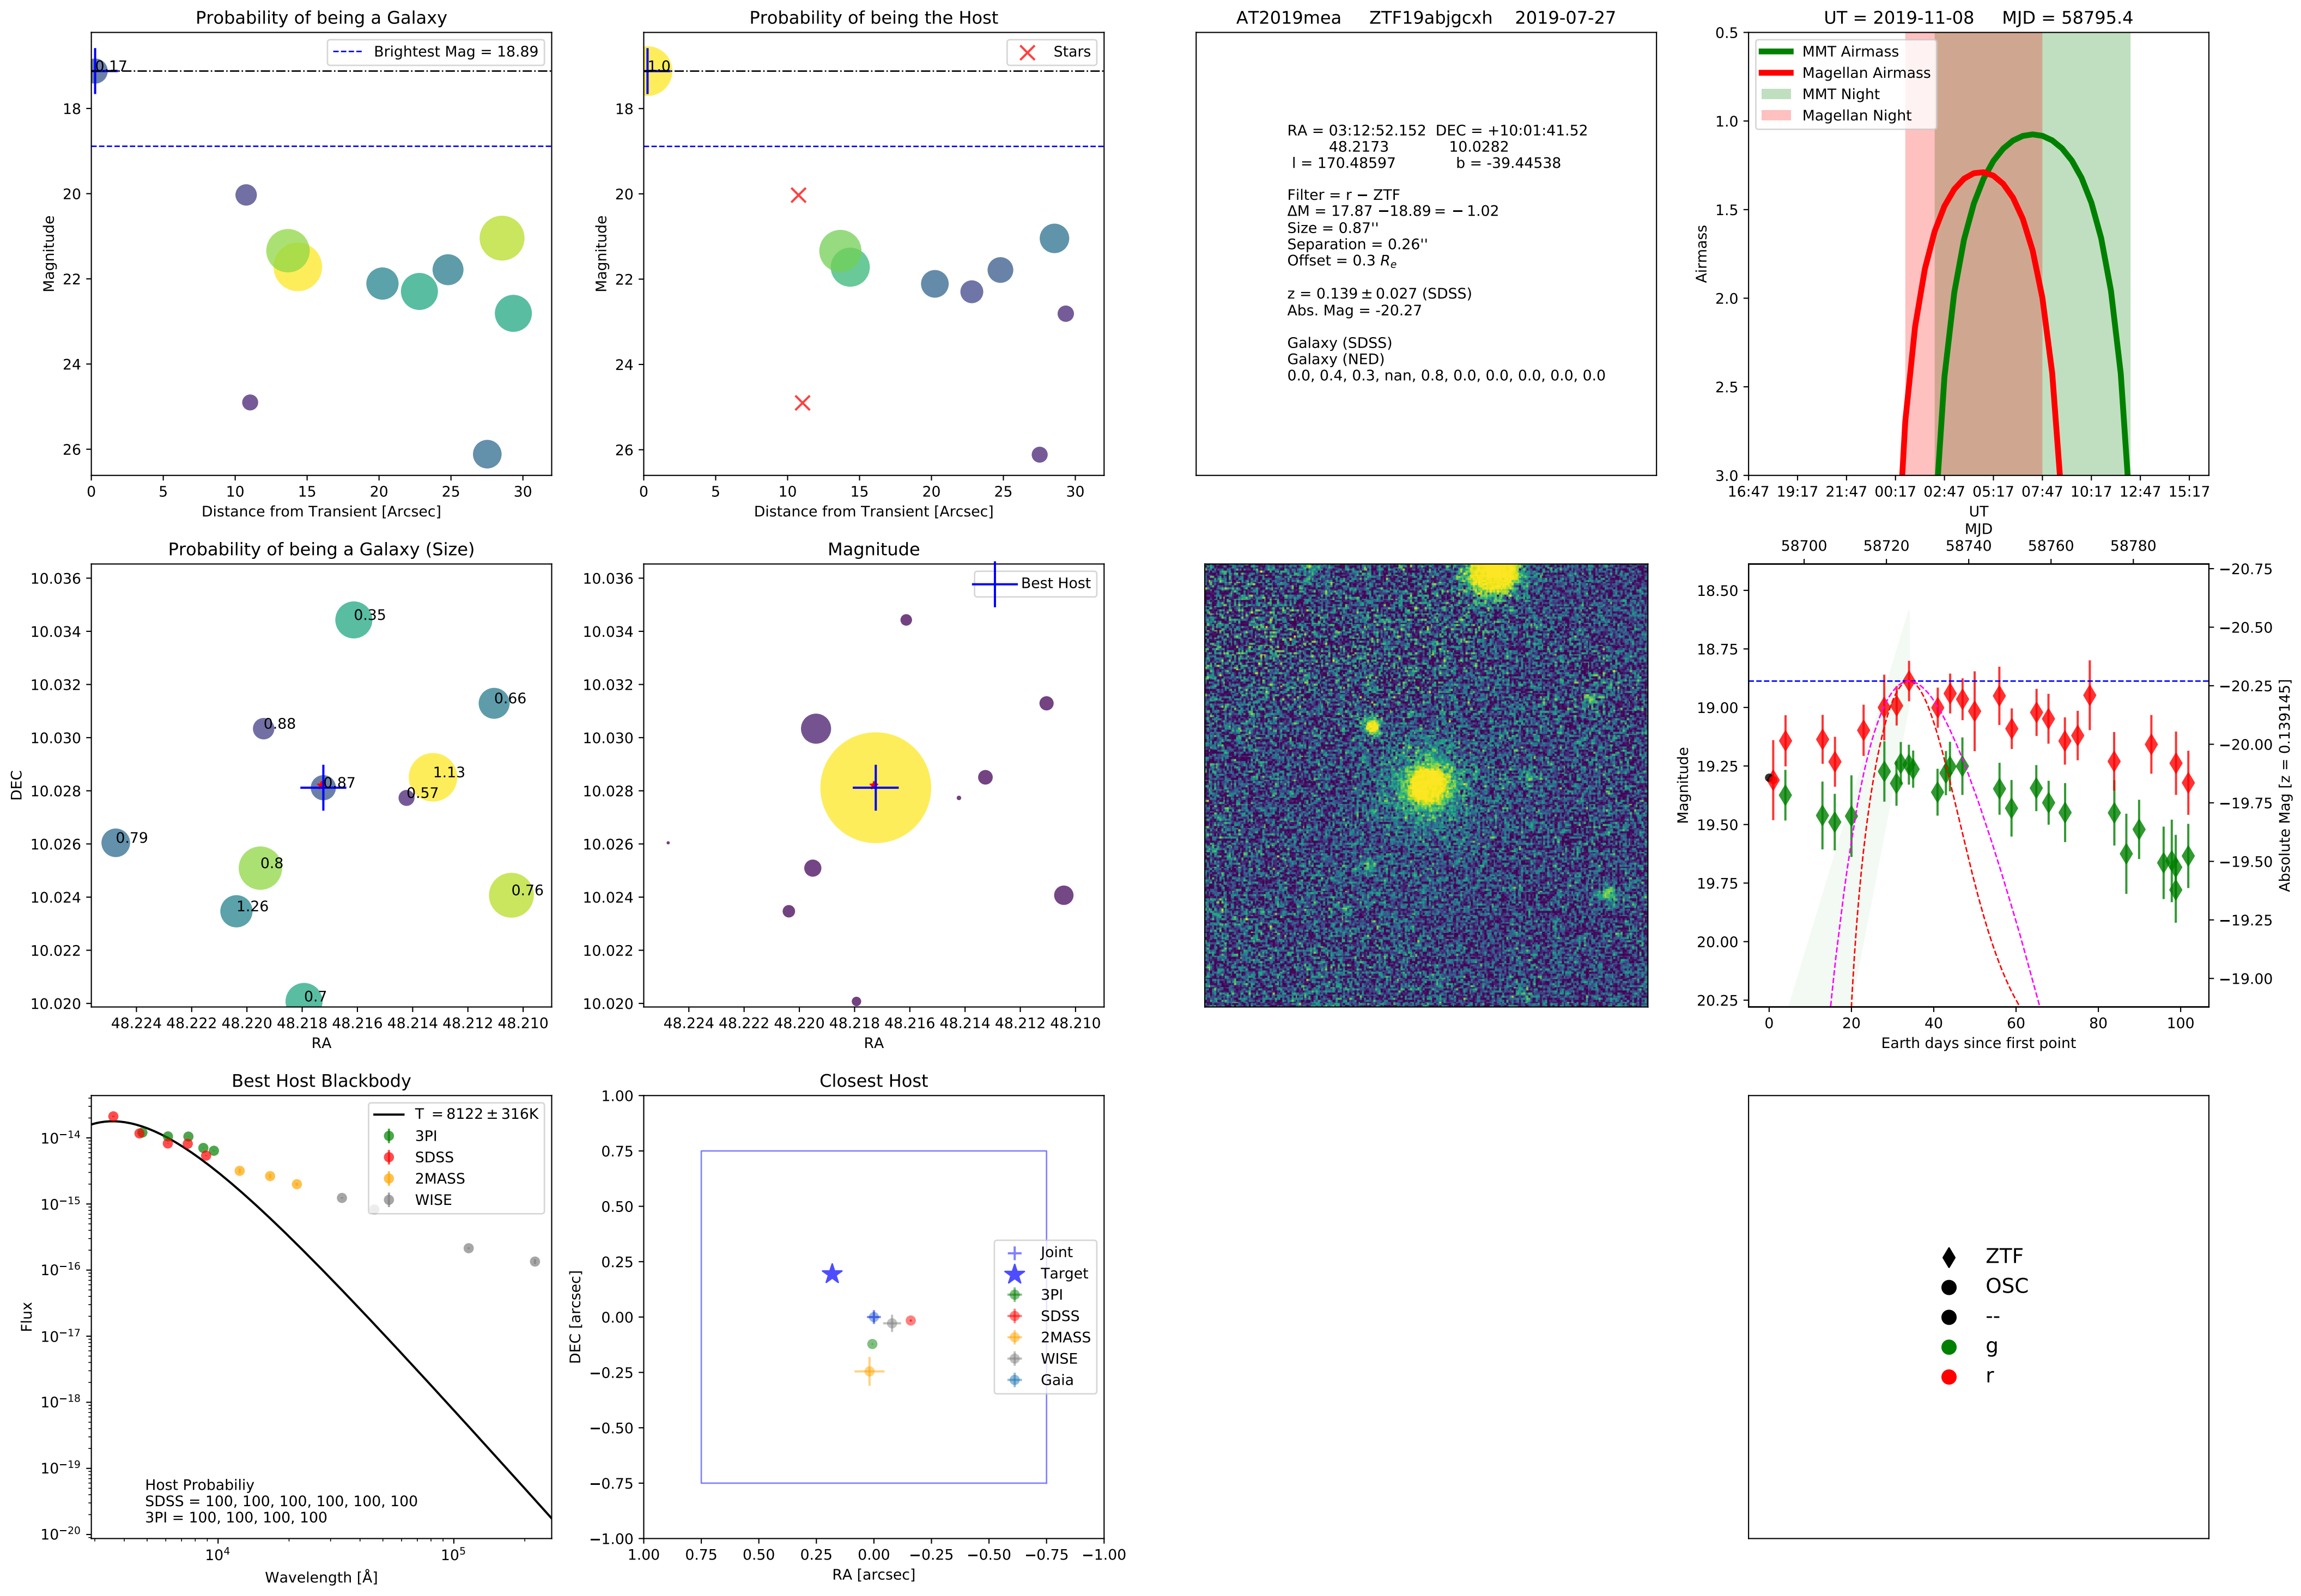 Probability of being a Galaxy
Brightest Mag = 18.89
0.17
18
20
22
24
26
Magnitude
0 5 10 15 20 25 30
Distance from Transient [Arcsec]
Probability of being the Host
Stars
1.0
18
20
22
24
26
Magnitude
0 5 10 15 20 25 30
Distance from Transient [Arcsec]
AT2019mea ZTF19abjgcxh 2019-07-27
RA = 03:12:52.152 DEC = +10:01:41.52
48.2173 10.0282
l = 170.48597 b = -39.44538
Filter = r − ZTF
ΔM = 17.87 −18.89 = − 1.02
Size = 0.87''
Separation = 0.26''
Offset = 0.3 Re
z = 0.139 ± 0.027 (SDSS)
Abs. Mag = -20.27
Galaxy (SDSS)
Galaxy (NED)
0.0, 0.4, 0.3, nan, 0.8, 0.0, 0.0, 0.0, 0.0, 0.0
UT = 2019-11-08 MJD = 58795.4
MMT Airmass
Magellan Airmass
MMT Night
Magellan Night
0.5
1.0
1.5
2.0
2.5
3.0
Airmass
16:47 19:17 21:47 00:17 02:47 05:17 07:47 10:17 12:47 15:17
UT
Probability of being a Galaxy (Size)
10.036
10.034
10.032
10.030
10.028
10.026
10.024
10.022
10.020
DEC
0.35
0.66
0.88
1.13
0.87
0.57
0.79
0.8
0.76
1.26
0.7
48.224 48.222 48.220 48.218 48.216 48.214 48.212 48.210
RA
Magnitude
Best Host
10.036
10.034
10.032
10.030
10.028
10.026
10.024
10.022
10.020
48.224 48.222 48.220 48.218 48.216 48.214 48.212 48.210
RA
MJD
58700 58720 58740 58760 58780
18.50
18.75
19.00
19.25
19.50
19.75
20.00
20.25
Magnitude
−20.75
−20.50
−20.25
−20.00
−19.75
−19.50
−19.25
−19.00
Absolute Mag [z = 0.139145]
0 20 40 60 80 100
Earth days since first point
Best Host Blackbody
T = 8122 ± 316K
3PI
SDSS
2MASS
WISE
10−14
10−15
10−16
10−17
10−18
10−19
10−20
Flux
Host Probabiliy
SDSS = 100, 100, 100, 100, 100, 100
3PI = 100, 100, 100, 100
104 105
Wavelength [Å]
Closest Host
1.00
0.75
0.50
0.25
0.00
−0.25
−0.50
−0.75
−1.00
DEC [arcsec]
Joint
Target
3PI
SDSS
2MASS
WISE
Gaia
1.00 0.75 0.50 0.25 0.00 −0.25 −0.50 −0.75 −1.00
RA [arcsec]
ZTF
OSC
--
g
r